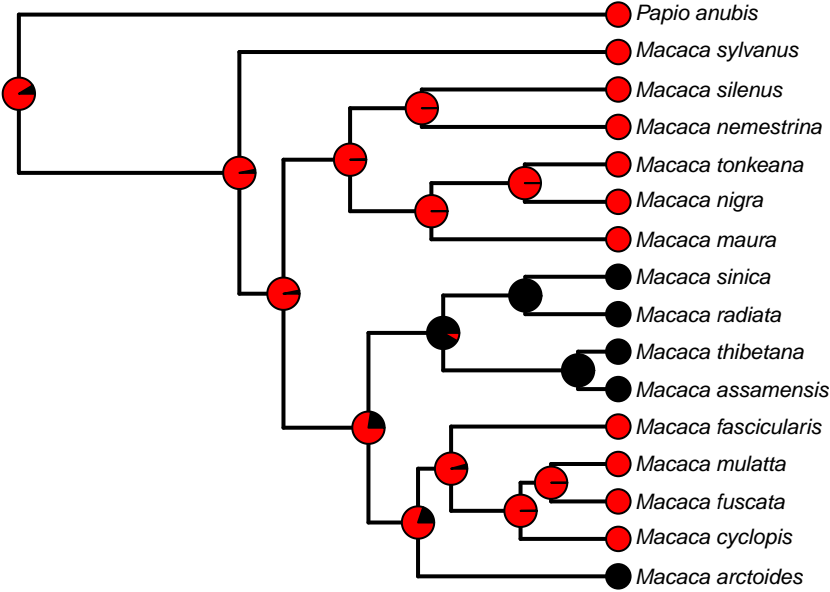 Papio anubis
Macaca sylvanus
Macaca silenus
Macaca nemestrina
Macaca tonkeana
Macaca nigra
Macaca maura
Macaca sinica
Macaca radiata
Macaca thibetana
Macaca assamensis
Macaca fascicularis
Macaca mulatta
Macaca fuscata
Macaca cyclopis
Macaca arctoides